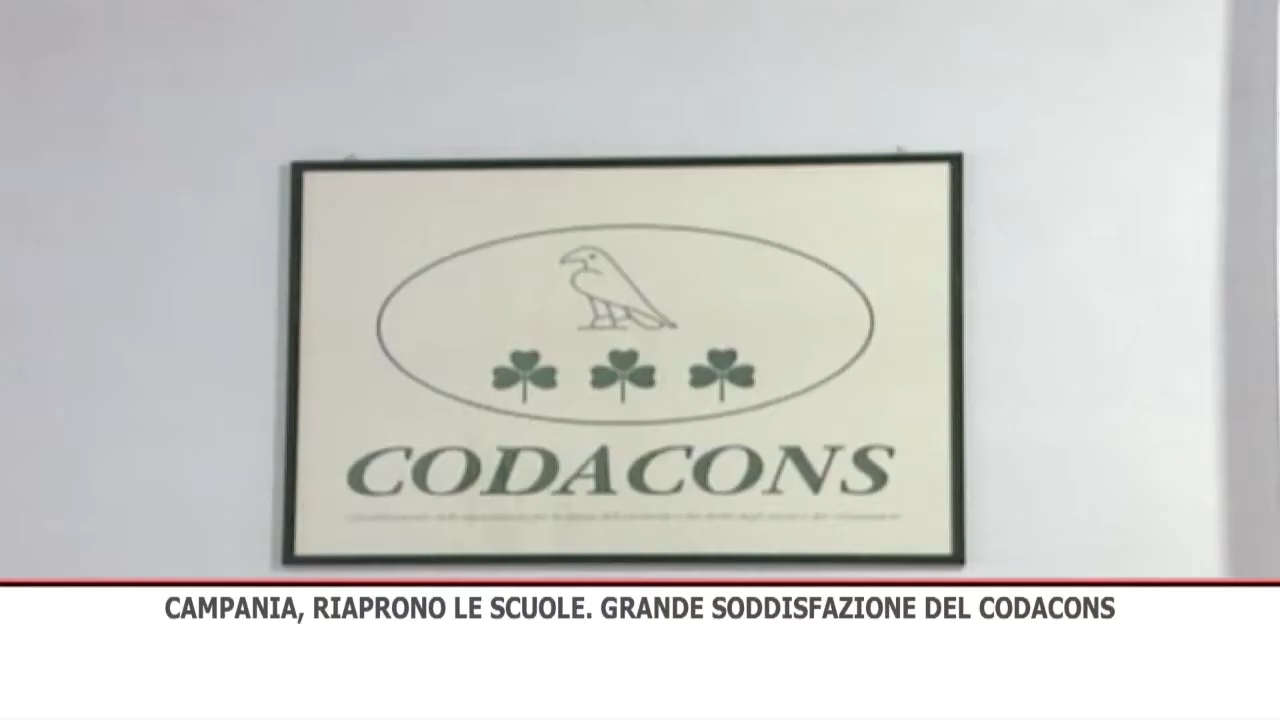 CODACONS
CAMPANIA, RIAPRONO LE SCUOLE. GRANDE SODDISFAZIONE DEL CODACONS